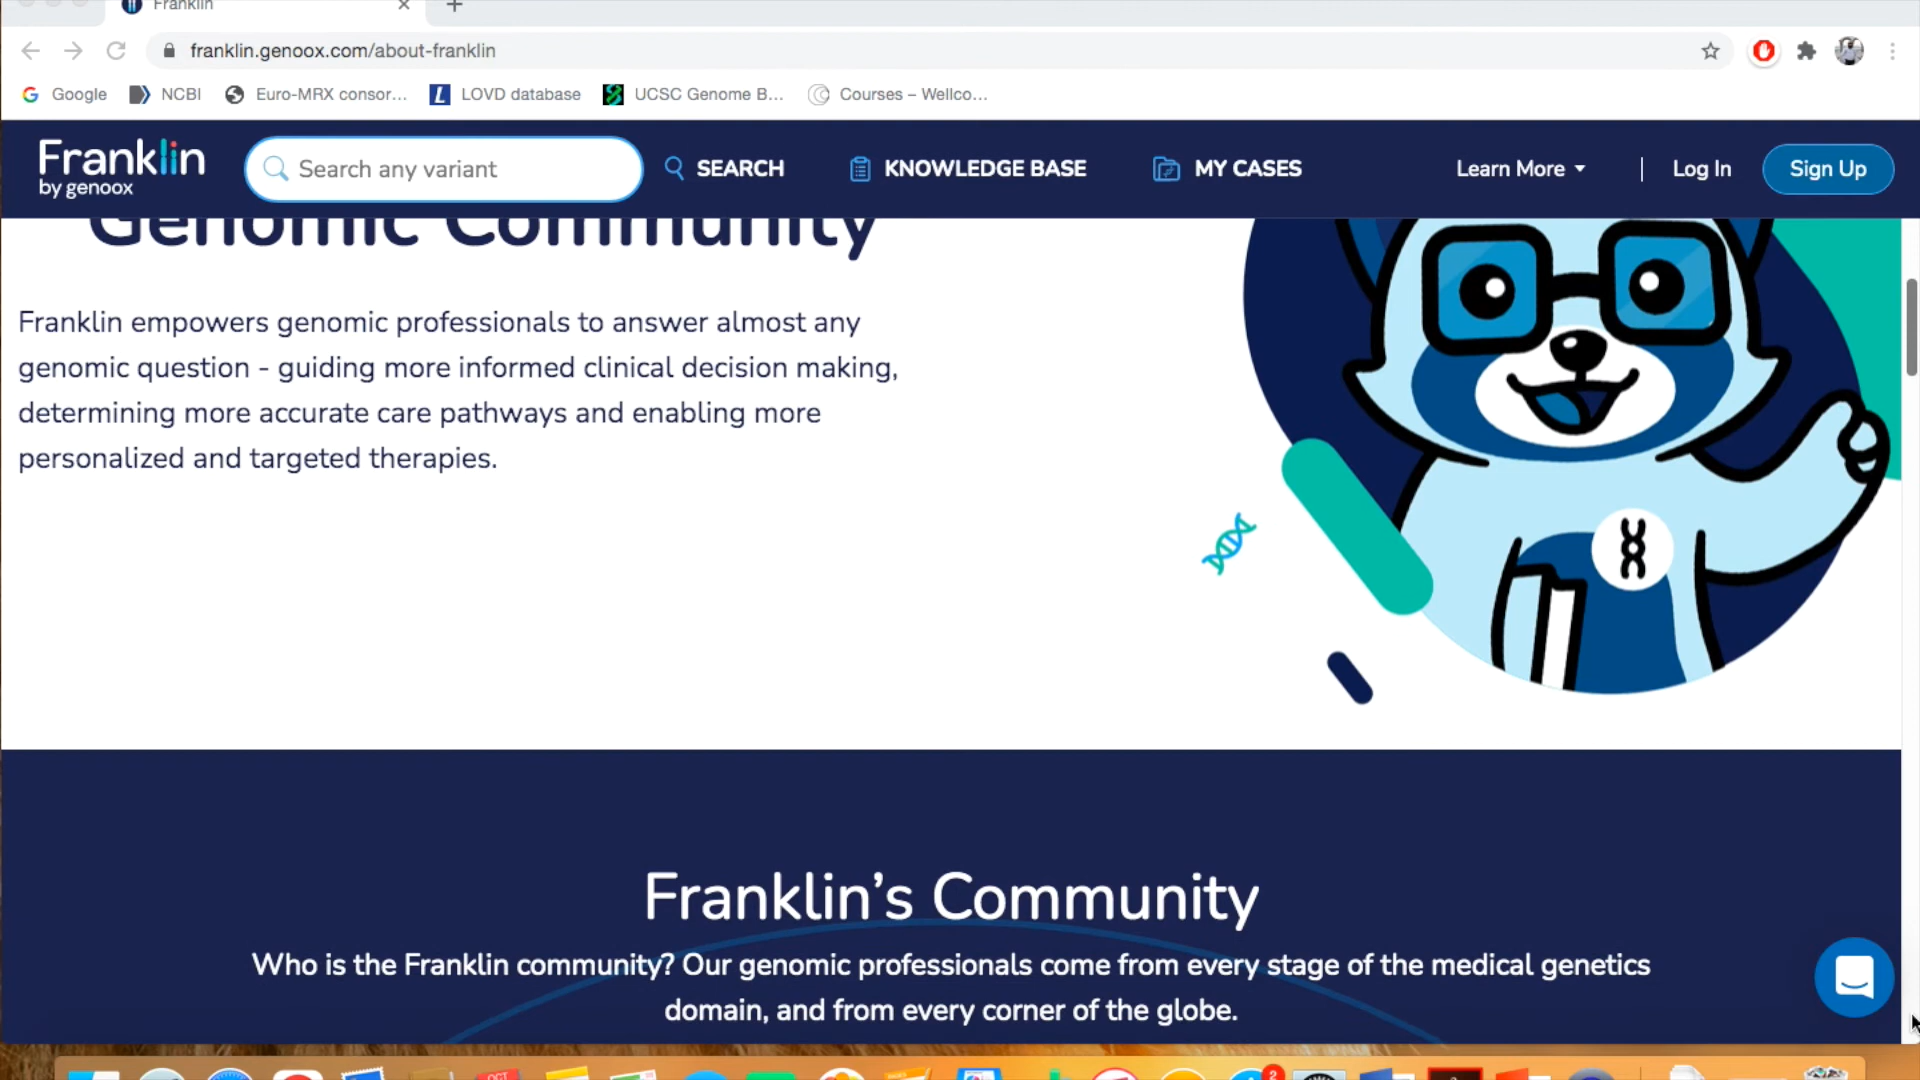 Franklin
franklin.genoox.com/about-franklin
Google NCBI Euro-MRX consor... LOVD database UCSC Genome B... Courses – Wellco...
Franklin
by genoox
Search any variant
SEARCH
KNOWLEDGE BASE
MY CASES
Learn More
Log In
Sign Up
Genomic Community
Franklin empowers genomic professionals to answer almost any
genomic question - guiding more informed clinical decision making,
determining more accurate care pathways and enabling more
personalized and targeted therapies.
Franklin's Community
Who is the Franklin community? Our genomic professionals come from every stage of the medical genetics
domain, and from every corner of the globe.
OCT
2